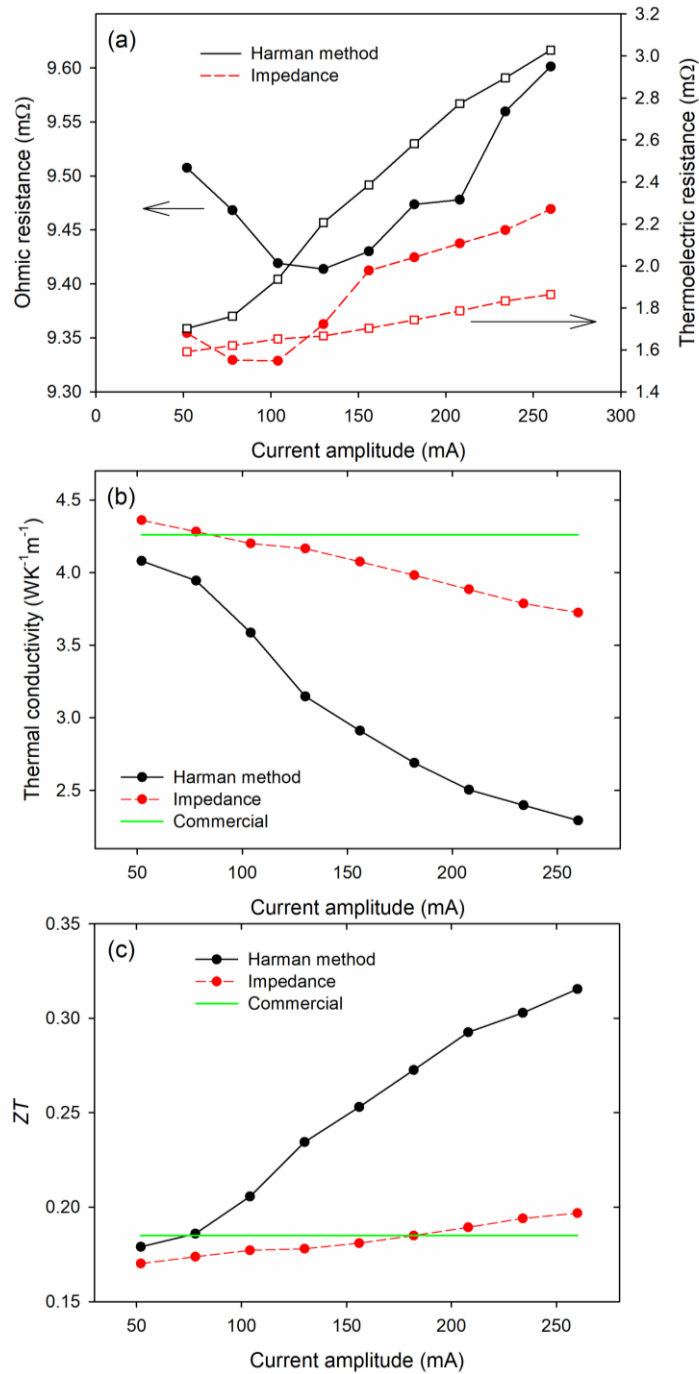 (a)
Harman method
Impedance
Ohmic resistance (mΩ)
9.60
9.55
9.50
9.45
9.40
9.35
9.30
Thermoelectric resistance (mΩ)
3.0
2.8
2.6
2.4
2.2
2.0
1.8
1.6
1.4
0 50 100 150 200 250 300
Current amplitude (mA)
(b)
Thermal conductivity (WK⁻¹m⁻¹)
4.5
4.0
3.5
3.0
2.5
Harman method
Impedance
Commercial
50 100 150 200 250
Current amplitude (mA)
(c)
Harman method
Impedance
Commercial
ZT
0.35
0.30
0.25
0.20
0.15
50 100 150 200 250
Current amplitude (mA)